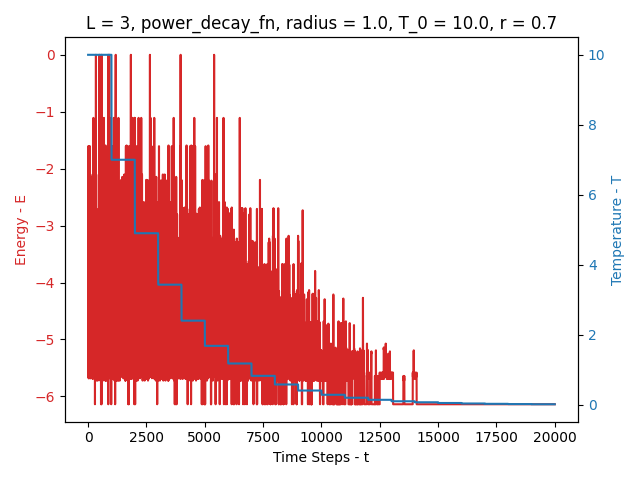 L = 3, power_decay_fn, radius = 1.0, T_0 = 10.0, r = 0.7
Energy - E
0
−1
−2
−3
−4
−5
−6
10
8
6
4
2
0
Temperature - T
0 2500 5000 7500 10000 12500 15000 17500 20000
Time Steps - t